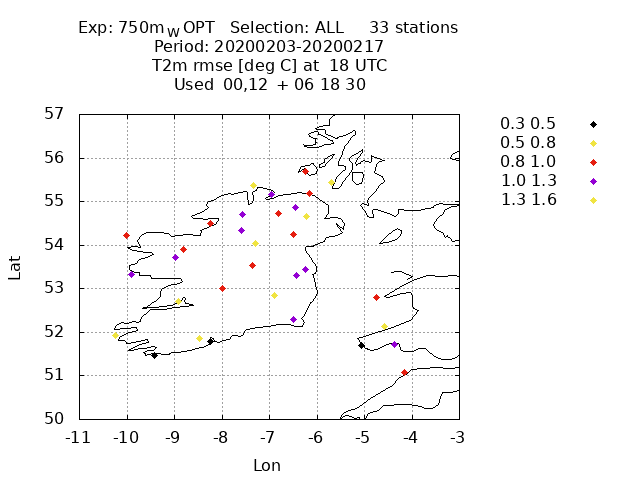 Exp: 750m_W OPT Selection: ALL 33 stations
Period: 20200203-20200217
T2m rmse [deg C] at 18 UTC
Used 00,12 + 06 18 30
57
56
55
54
53
52
51
50
-11 -10 -9 -8 -7 -6 -5 -4 -3
Lat
Lon
0.3 0.5
0.5 0.8
0.8 1.0
1.0 1.3
1.3 1.6